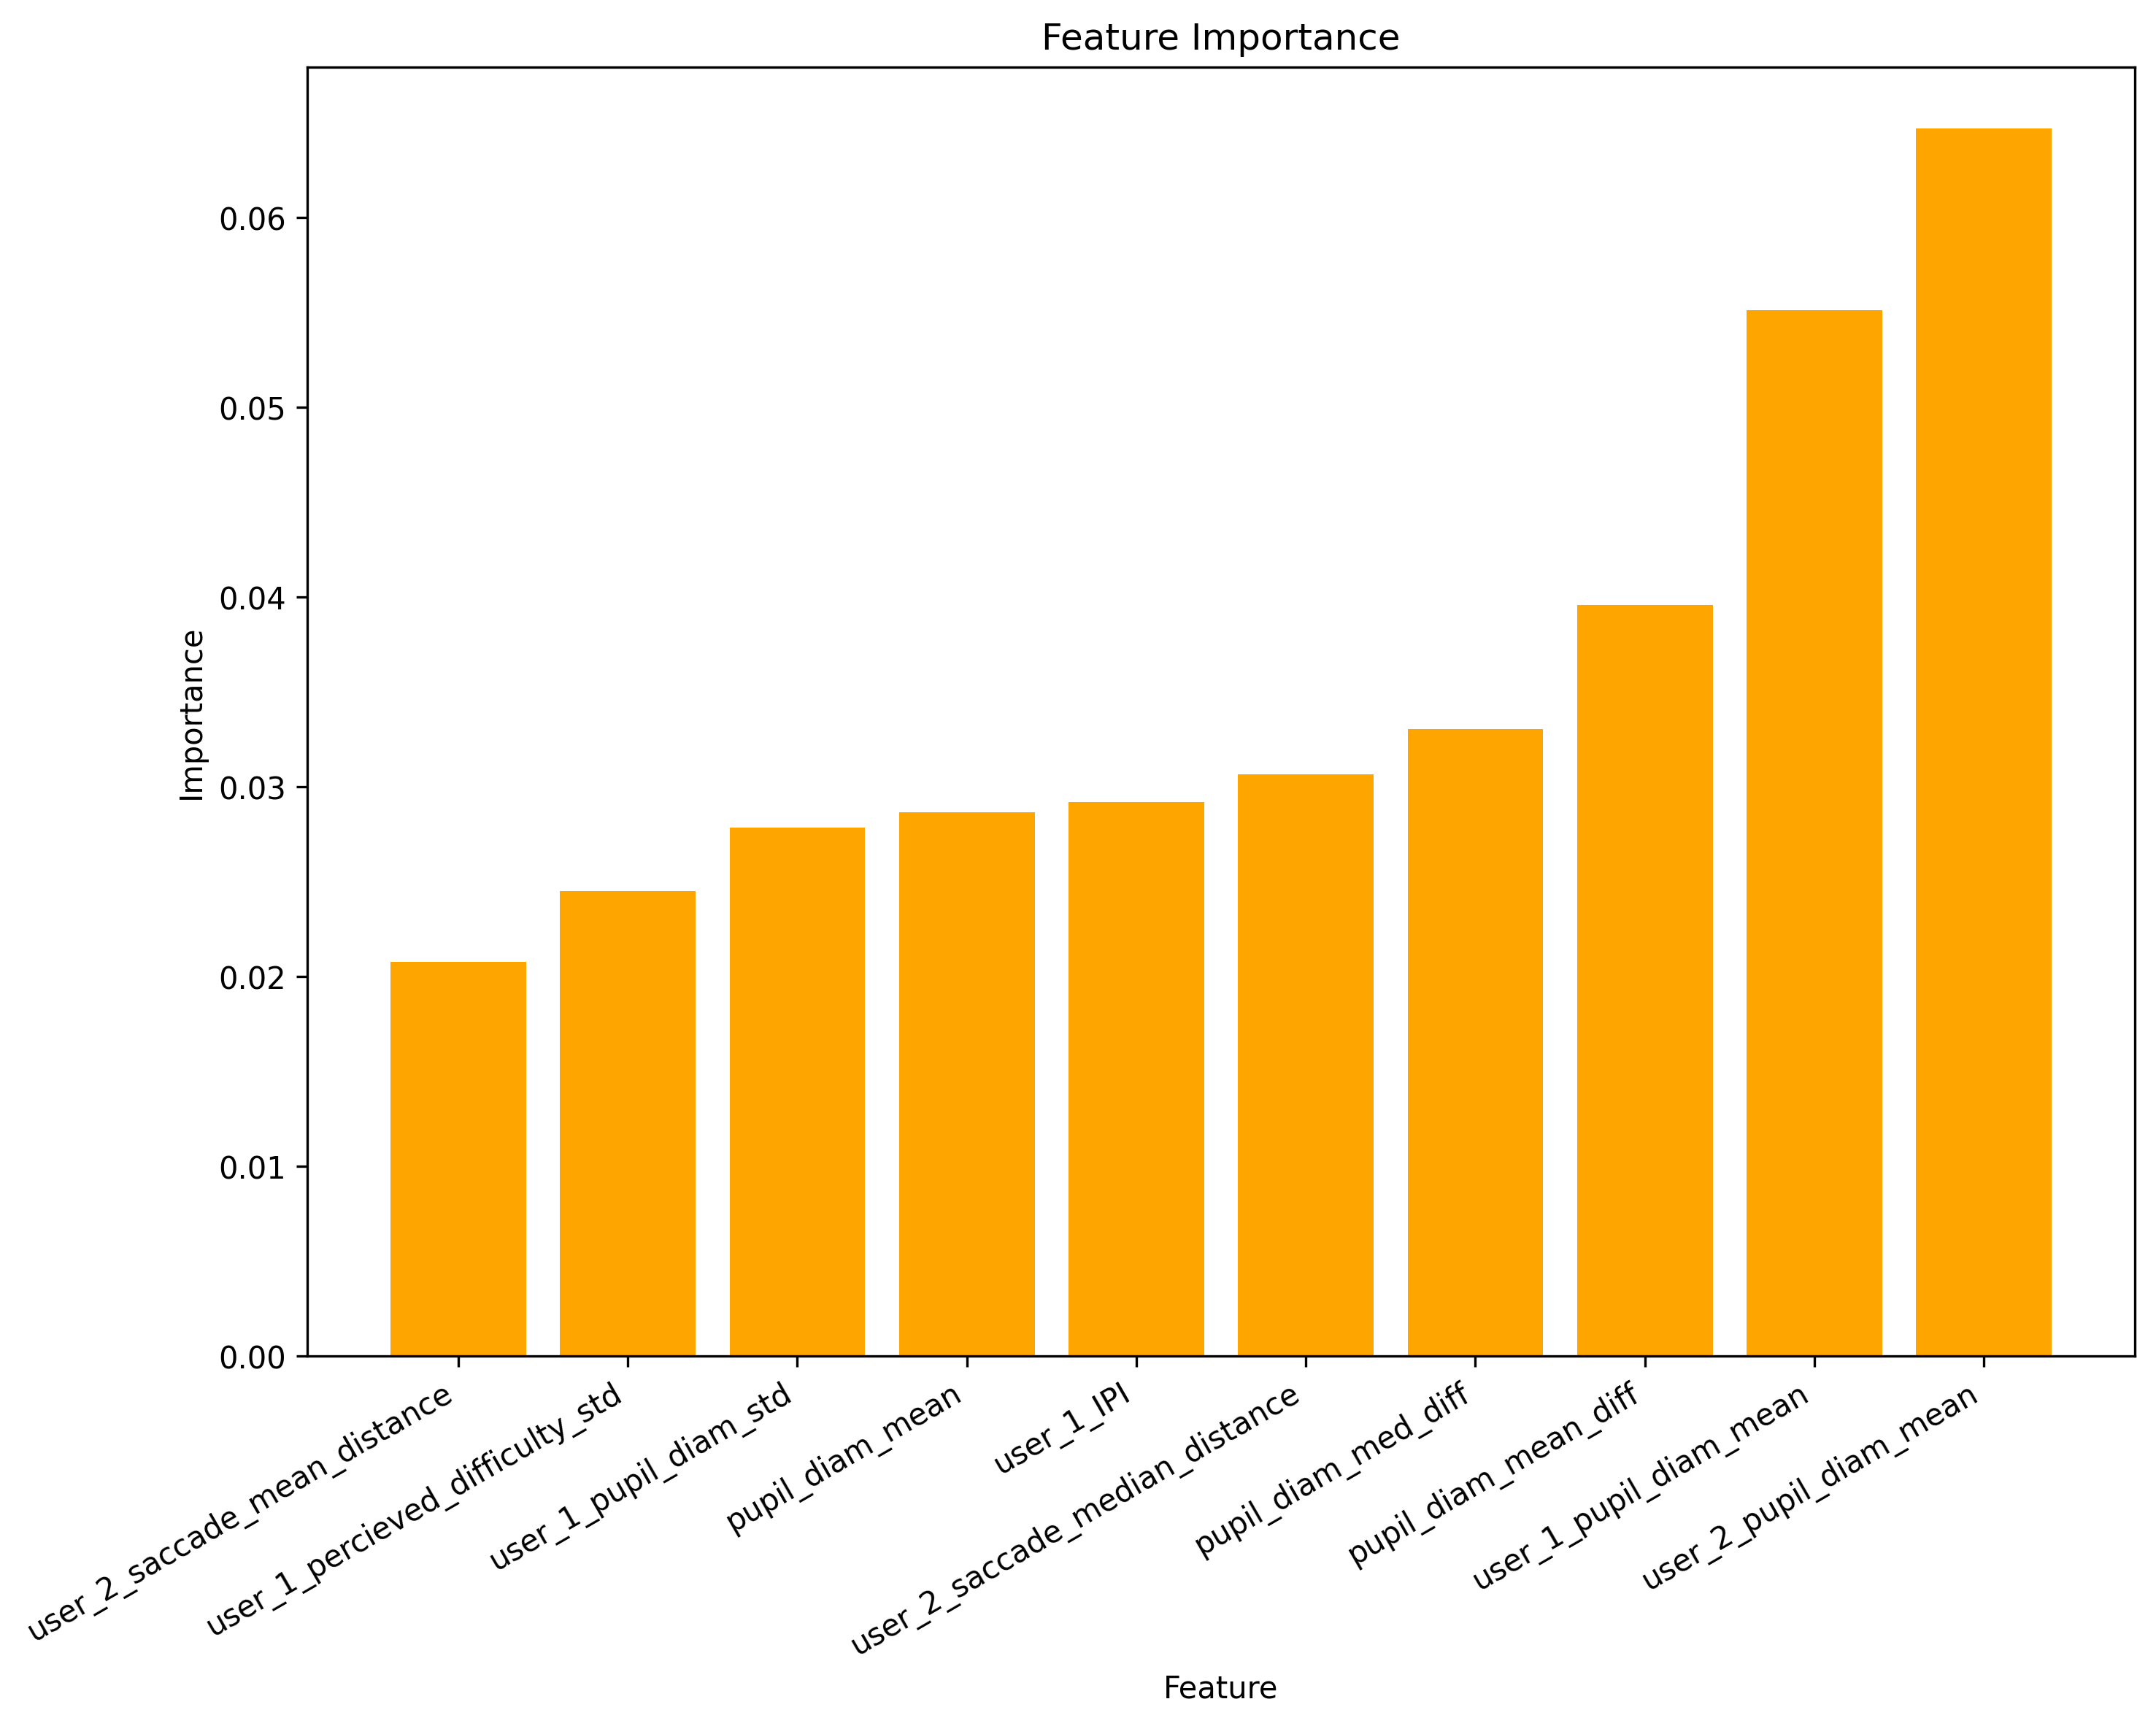 Feature Importance
Importance
0.06
0.05
0.04
0.03
0.02
0.01
0.00
user_2_saccade_mean_distance
user_1_percieved_difficulty_std
user_1_pupil_diam_std
pupil_diam_mean
user_1_IPI
user_2_saccade_median_distance
pupil_diam_med_diff
pupil_diam_mean_diff
user_1_pupil_diam_mean
user_2_pupil_diam_mean
Feature